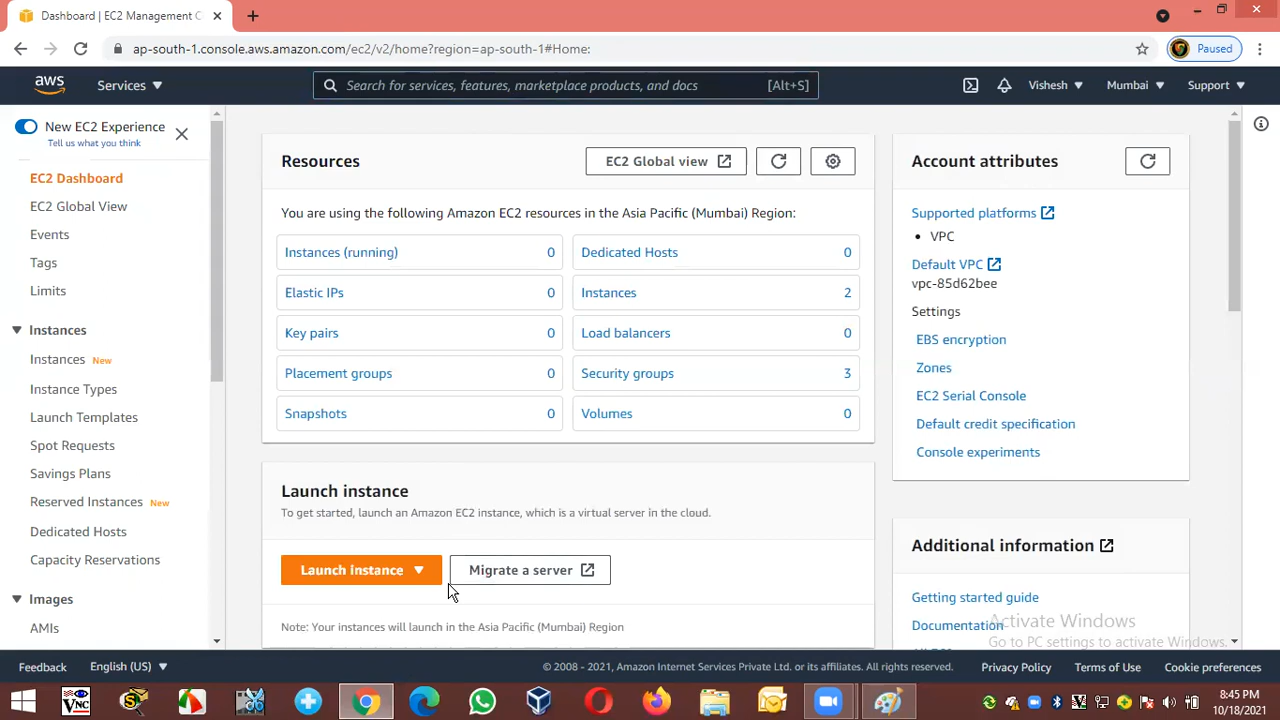 Dashboard | EC2 Management C
ap-south-1.console.aws.amazon.com/ec2/v2/home?region=ap-south-1#Home:
Paused
aws
Services
Search for services, features, marketplace products, and docs
[Alt+S]
Vishesh
Mumbai
Support
New EC2 Experience
Tell us what you think
EC2 Dashboard
EC2 Global View
Events
Tags
Limits
Instances
Instances New
Instance Types
Launch Templates
Spot Requests
Savings Plans
Reserved Instances New
Dedicated Hosts
Capacity Reservations
Images
AMIs
Resources
EC2 Global view
You are using the following Amazon EC2 resources in the Asia Pacific (Mumbai) Region:
Instances (running) 0
Dedicated Hosts 0
Elastic IPs 0
Instances 2
Key pairs 0
Load balancers 0
Placement groups 0
Security groups 3
Snapshots 0
Volumes 0
Launch instance
To get started, launch an Amazon EC2 instance, which is a virtual server in the cloud.
Launch instance
Migrate a server
Note: Your instances will launch in the Asia Pacific (Mumbai) Region
Account attributes
Supported platforms
• VPC
Default VPC
vpc-85d62bee
Settings
EBS encryption
Zones
EC2 Serial Console
Default credit specification
Console experiments
Additional information
Getting started guide
Documentation
Activate Windows
Go to PC settings to activate Windows.
Feedback
English (US)
© 2008 - 2021, Amazon Internet Services Private Ltd. or its affiliates. All rights reserved.
Privacy Policy
Terms of Use
Cookie preferences
VNC
8:45 PM
10/18/2021